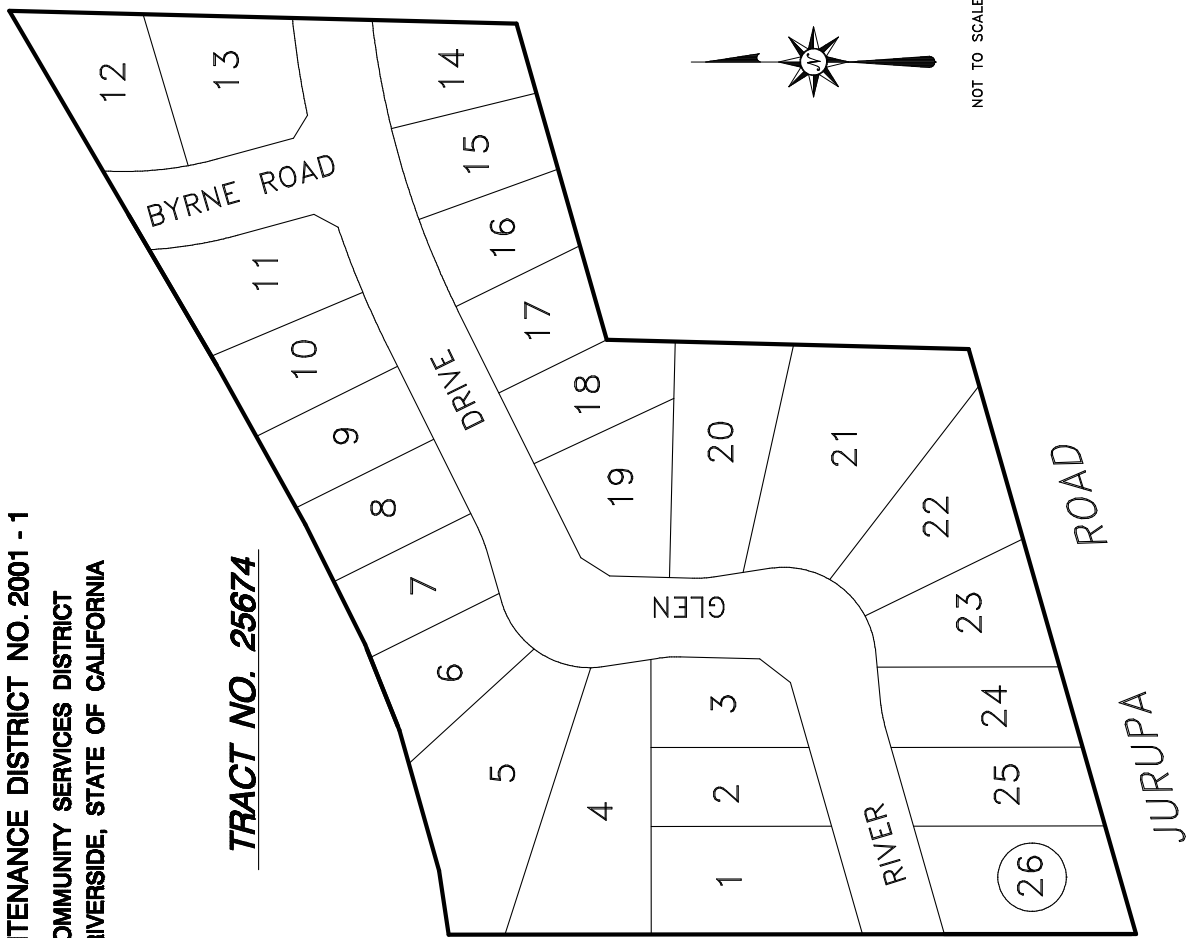 TENANCE DISTRICT NO. 2001 - 1
OMMUNITY SERVICES DISTRICT
IVERSIDE, STATE OF CALIFORNIA
TRACT NO. 25674
12
13
14
BYRNE ROAD
15
11
16
10
17
9
DRIVE
18
8
19
20
21
7
22
6
GLEN
23
5
3
24
4
2
25
1
RIVER
26
JURUPA ROAD
N
NOT TO SCALE